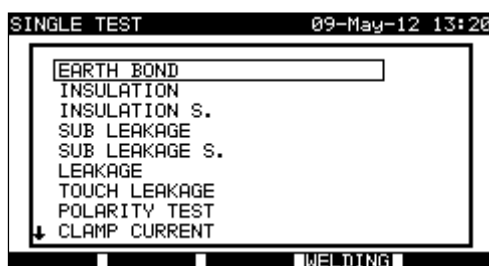 SINGLE TEST 09-May-12 13:20
EARTH BOND
INSULATION
INSULATION S.
SUB LEAKAGE
SUB LEAKAGE S.
LEAKAGE
TOUCH LEAKAGE
POLARITY TEST
CLAMP CURRENT
WELDING